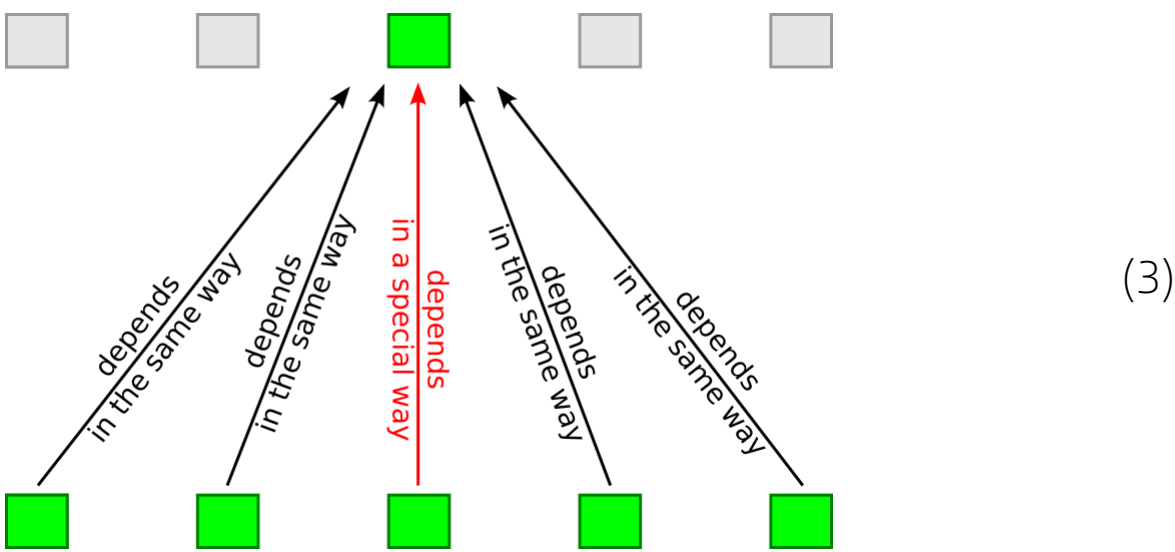 depends
in the same way
depends
in the same way
depends
in a special way
depends
in the same way
depends
in the same way
(3)